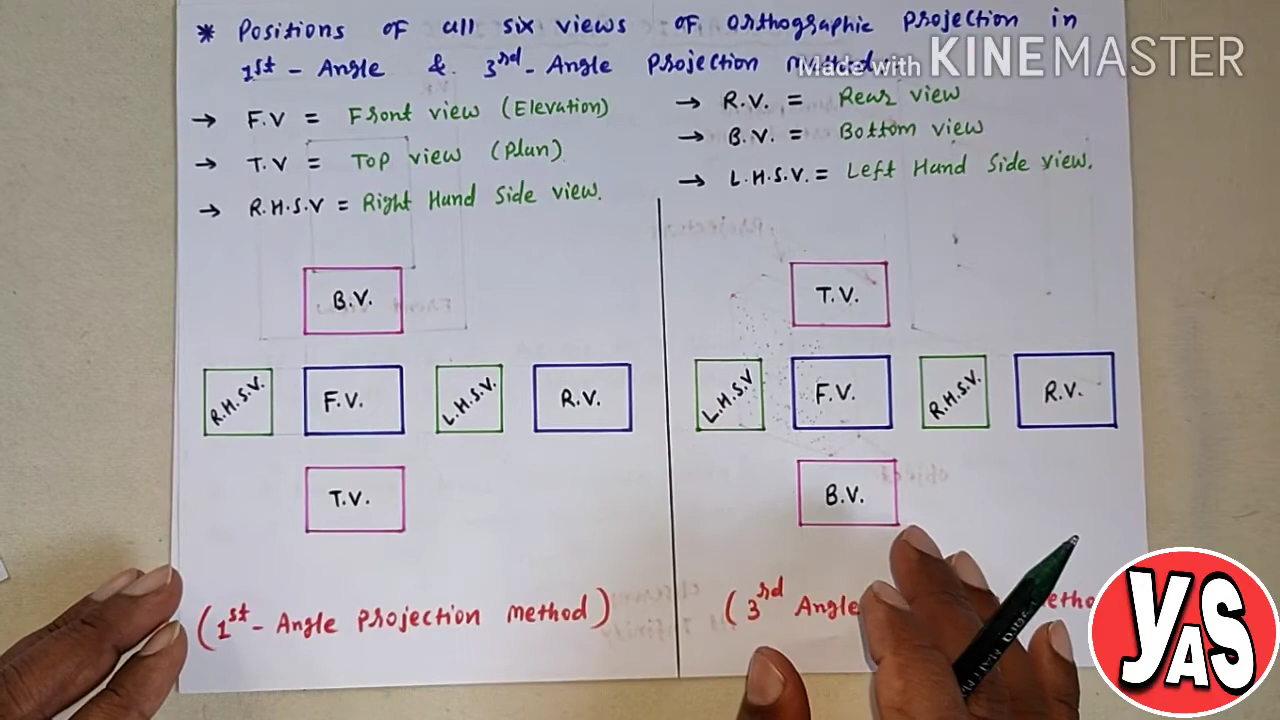 * Positions of all six views of orthographic projection in
1st - Angle & 3rd - Angle projection method
Made with KINEMASTER
→ F.V = Front view (Elevation)
→ T.V = Top view (Plan)
→ R.H.S.V = Right Hand Side view.
→ R.V. = Rear view
→ B.V. = Bottom view
→ L.H.S.V. = Left Hand Side view.
B.V.
R.H.S.V. F.V. L.H.S.V. R.V.
T.V.
(1st - Angle projection method)
T.V.
L.H.S.V F.V. R.H.S.V. R.V.
B.V.
(3rd Angle
YAS